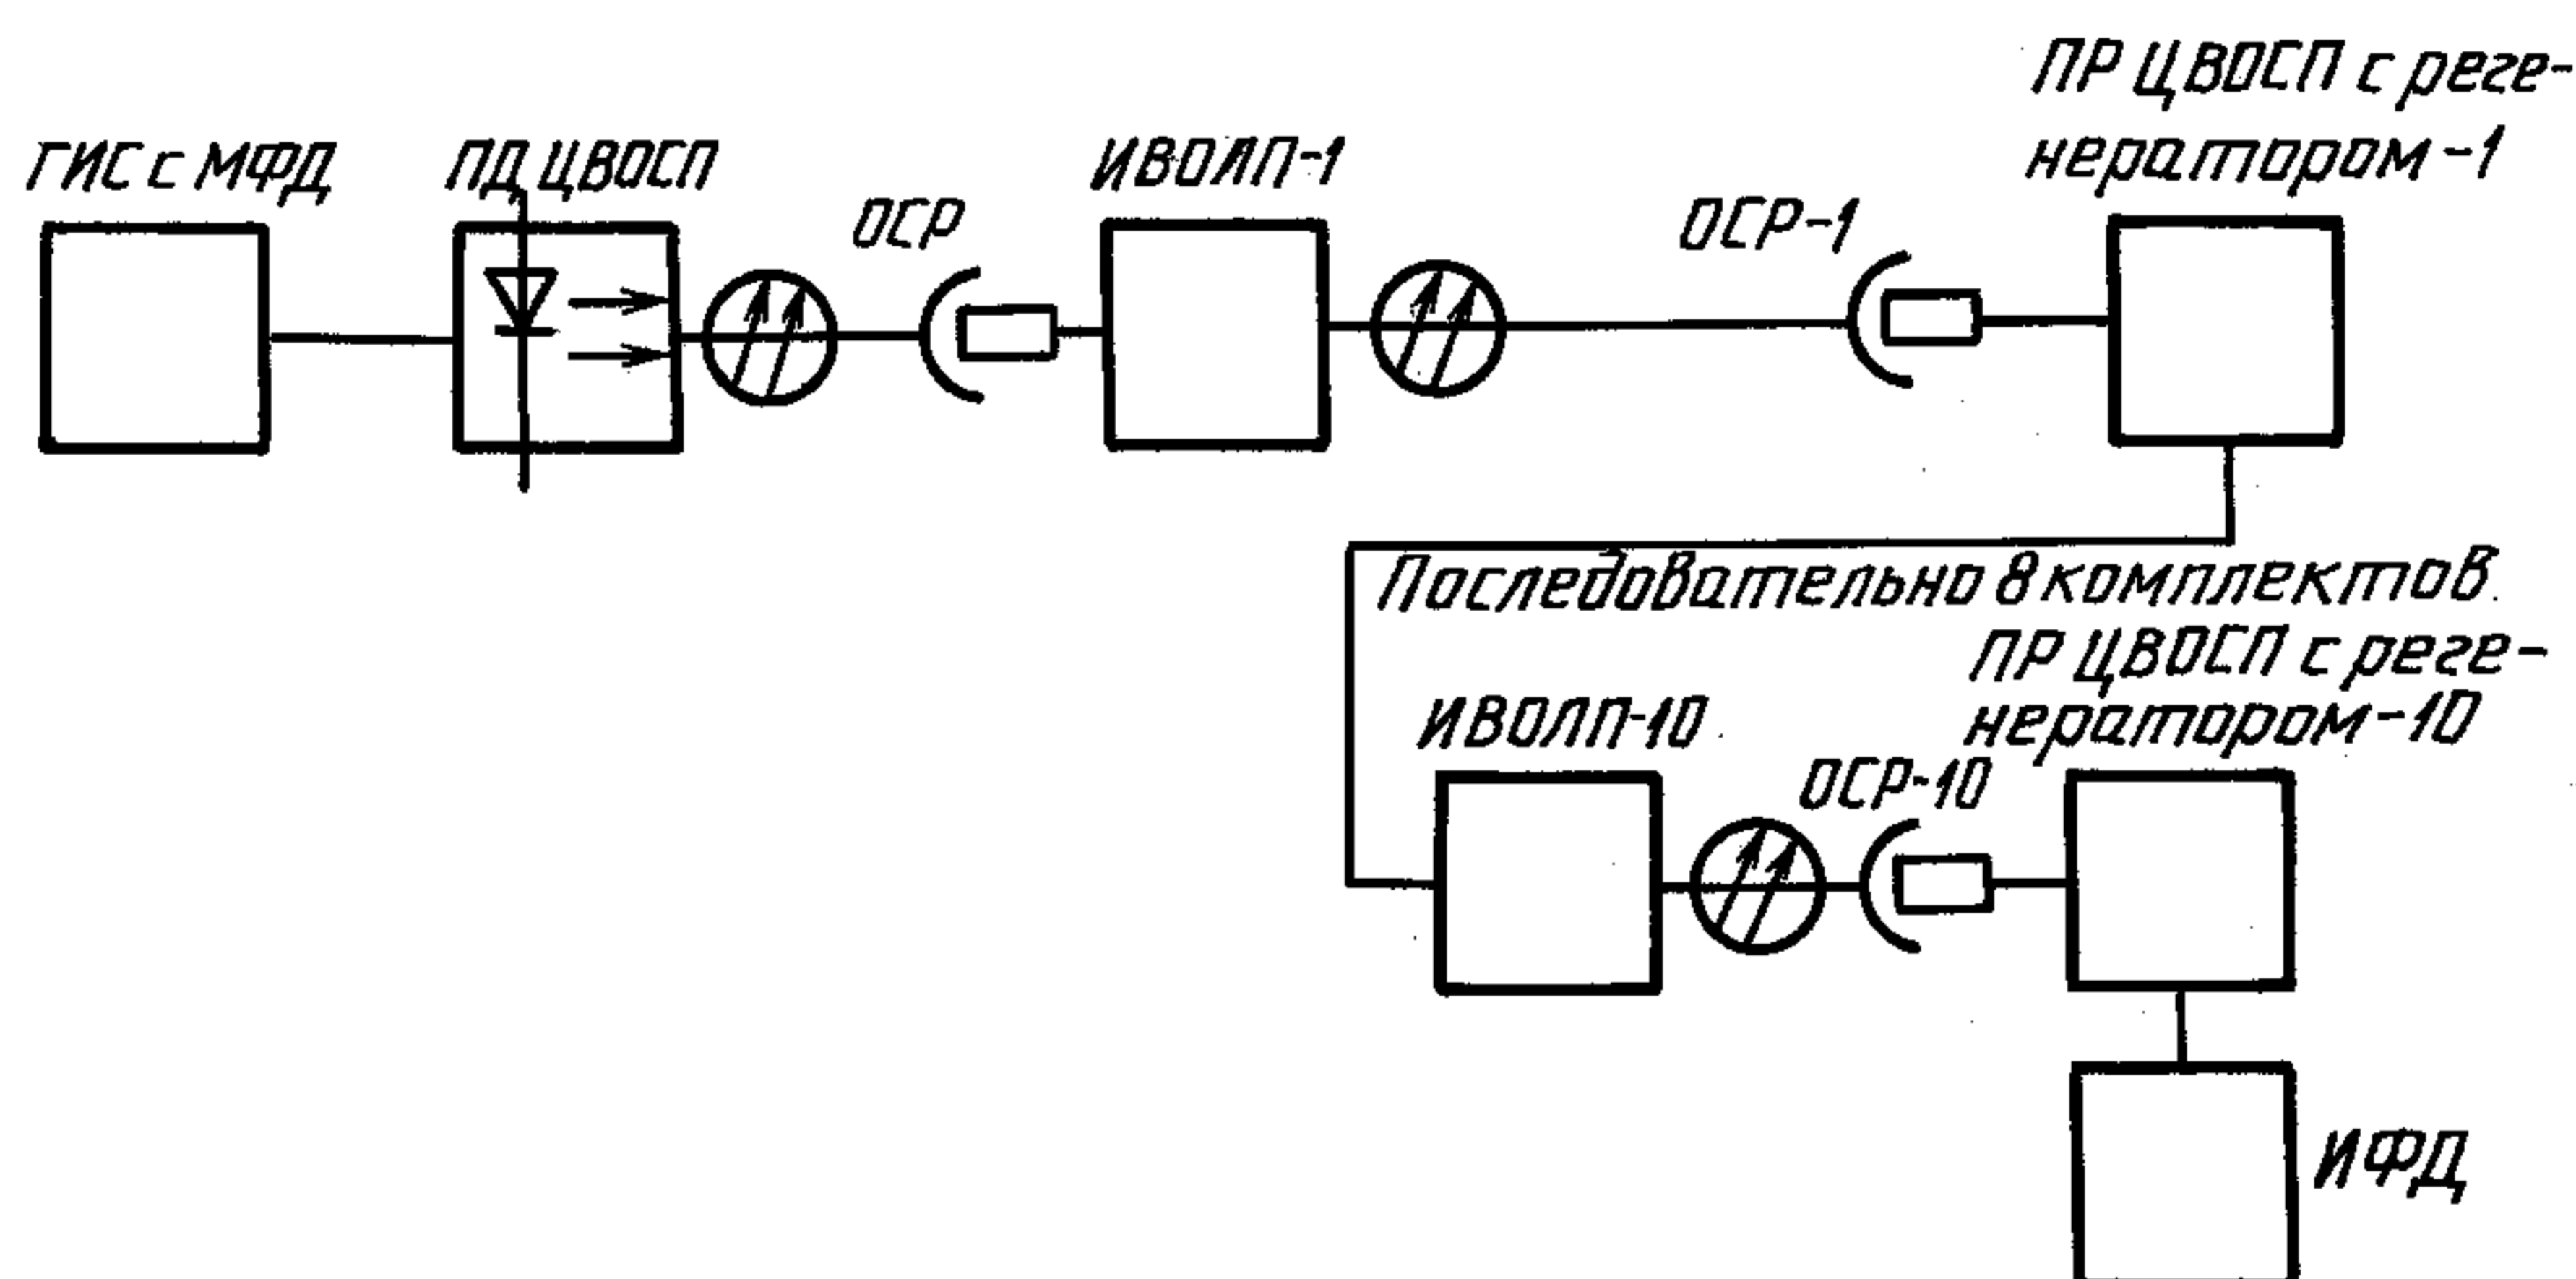 ГИС с МФД
ПД ЦВОСП
ОСР
ИВОЛП-1
ОСР-1
ПР ЦВОСП с реге-
нератором-1
Последовательно 8 комплектов.
ИВОЛП-10
ОСР-10
ПР ЦВОСП с реге-
нератором-10
ИФД